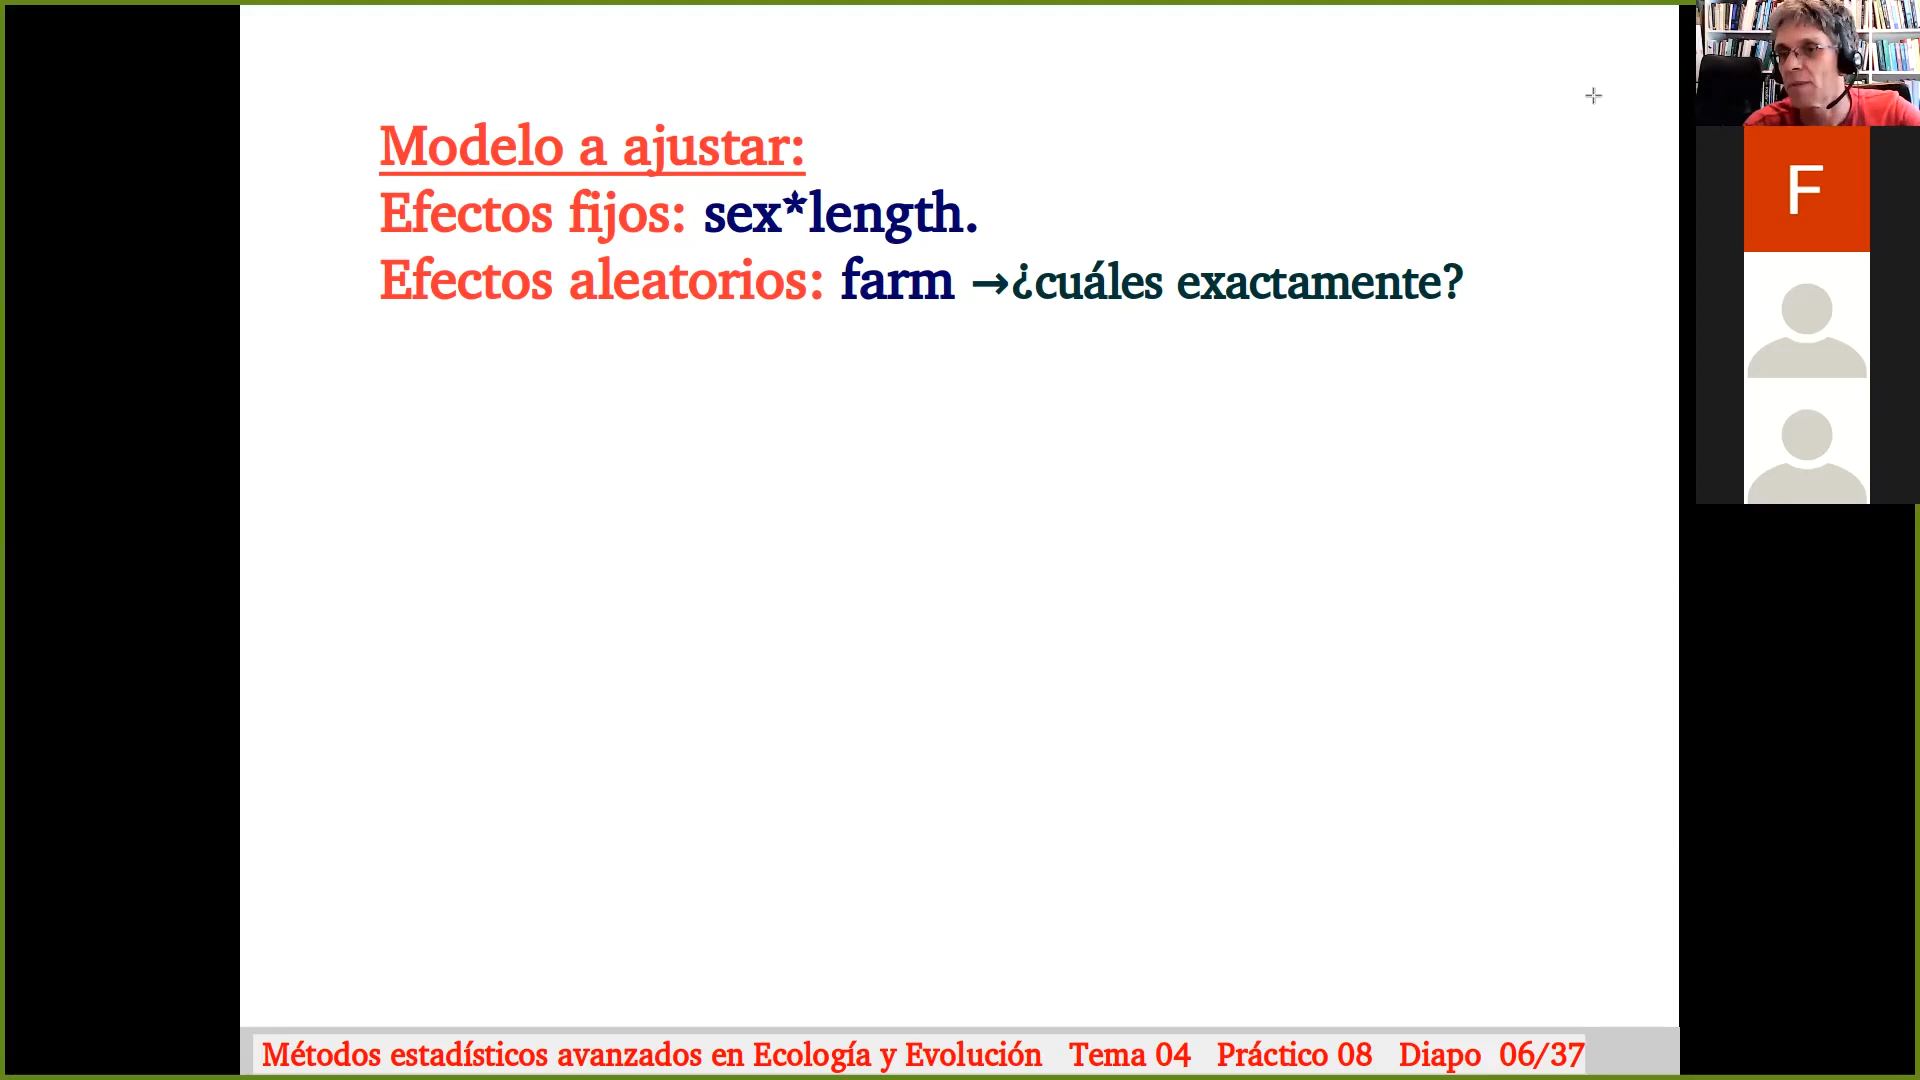 Modelo a ajustar:
Efectos fijos: sex*length.
Efectos aleatorios: farm →¿cuáles exactamente?
F
Métodos estadísticos avanzados en Ecología y Evolución Tema 04 Práctico 08 Diapo 06/37